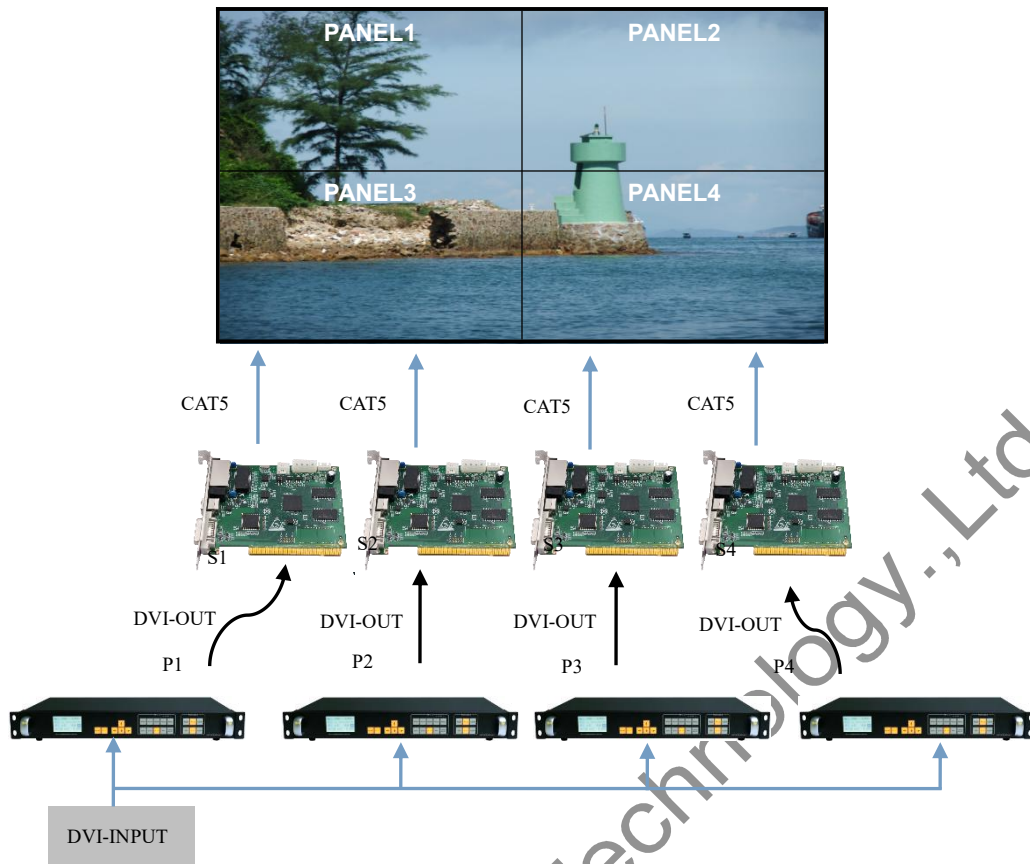 PANEL1
PANEL2
PANEL3
PANEL4
CAT5
CAT5
CAT5
CAT5
S1
S2
S3
S4
DVI-OUT
DVI-OUT
DVI-OUT
DVI-OUT
P1
P2
P3
P4
DVI-INPUT
Technology.,Ltd